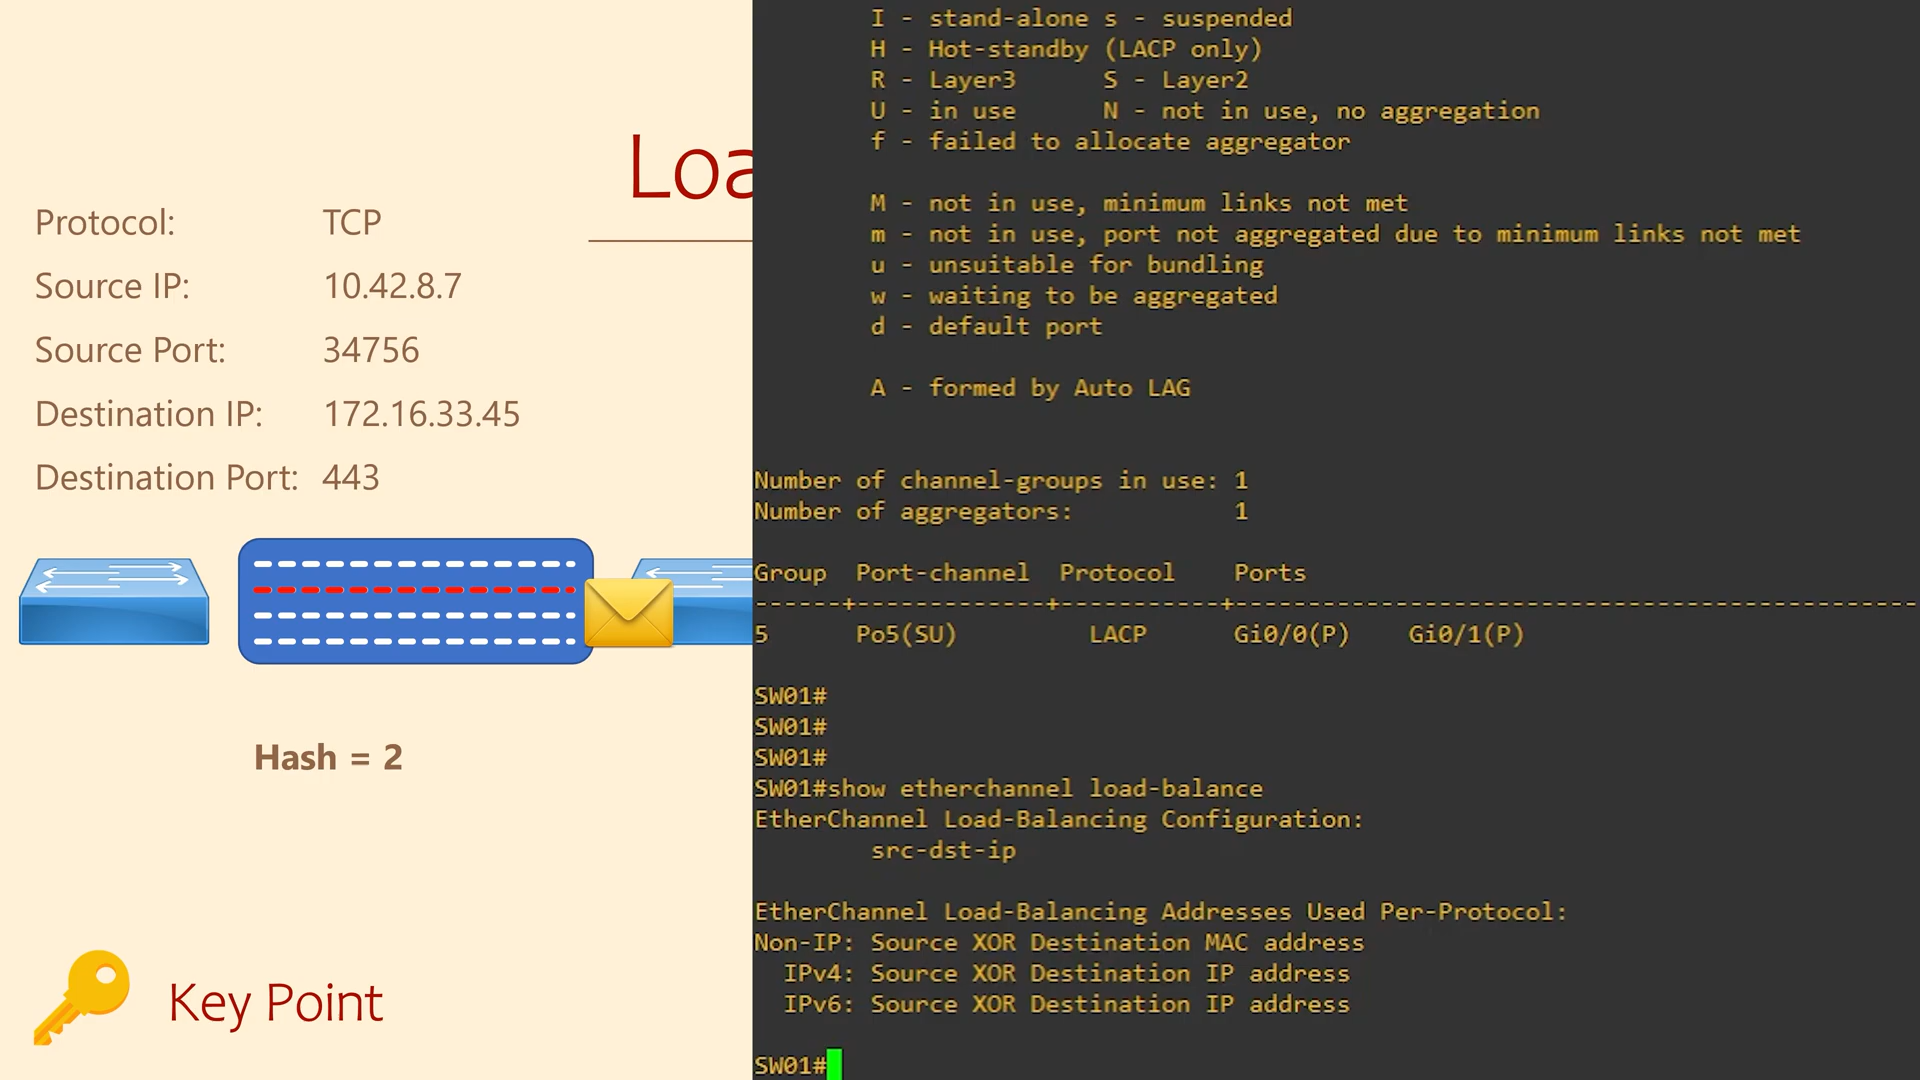 Loa
Protocol: TCP
Source IP: 10.42.8.7
Source Port: 34756
Destination IP: 172.16.33.45
Destination Port: 443
Hash = 2
Key Point
I - stand-alone s - suspended
H - Hot-standby (LACP only)
R - Layer3      S - Layer2
U - in use      N - not in use, no aggregation
f - failed to allocate aggregator
M - not in use, minimum links not met
m - not in use, port not aggregated due to minimum links not met
u - unsuitable for bundling
w - waiting to be aggregated
d - default port
A - formed by Auto LAG
Number of channel-groups in use: 1
Number of aggregators:           1
Group  Port-channel  Protocol    Ports
------+-------------+-----------+-----------------------------------------------
5      Po5(SU)         LACP      Gi0/0(P)    Gi0/1(P)
SW01#
SW01#
SW01#
SW01#show etherchannel load-balance
EtherChannel Load-Balancing Configuration:
src-dst-ip
EtherChannel Load-Balancing Addresses Used Per-Protocol:
Non-IP: Source XOR Destination MAC address
IPv4: Source XOR Destination IP address
IPv6: Source XOR Destination IP address
SW01#